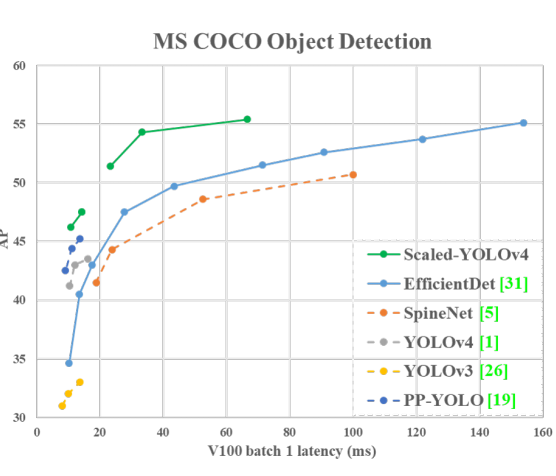 MS COCO Object Detection
60
55
50
45
40
35
30
AP
0 20 40 60 80 100 120 140 160
V100 batch 1 latency (ms)
Scaled-YOLOv4
EfficientDet [31]
SpineNet [5]
YOLOv4 [1]
YOLOv3 [26]
PP-YOLO [19]